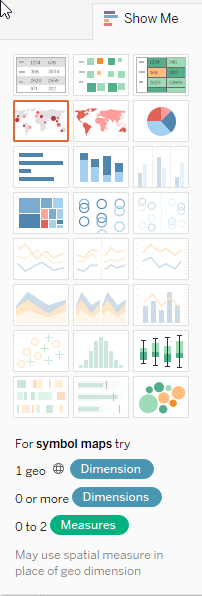 Show Me
For symbol maps try
1 geo Dimension
0 or more Dimensions
0 to 2 Measures
May use spatial measure in
place of geo dimension